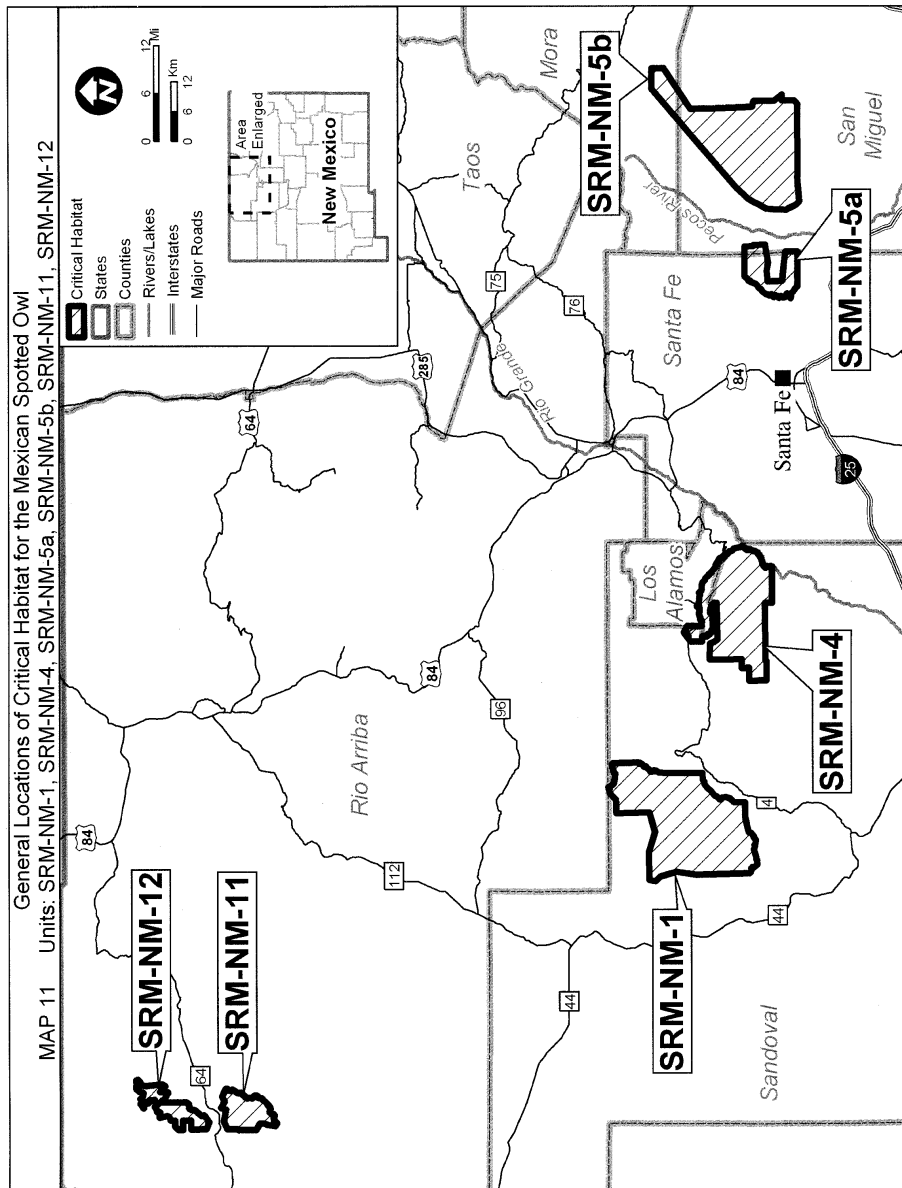 General Locations of Critical Habitat for the Mexican Spotted Owl
MAP 11 Units: SRM-NM-1, SRM-NM-4, SRM-NM-5a, SRM-NM-5b, SRM-NM-11, SRM-NM-12
Critical Habitat
States
Counties
Rivers/Lakes
Interstates
Major Roads
N
0 6 12 Mi
0 6 12 Km
Area
Enlarged
New Mexico
84
SRM-NM-12
64
SRM-NM-11
64
285
Taos
Mora
112
Rio Arriba
84
96
75
76
Rio Grande
SRM-NM-5b
Pecos River
San
Miguel
44
Sandoval
SRM-NM-1
44
4
Los
Alamos
SRM-NM-4
Santa Fe
84
Santa Fe
25
SRM-NM-5a